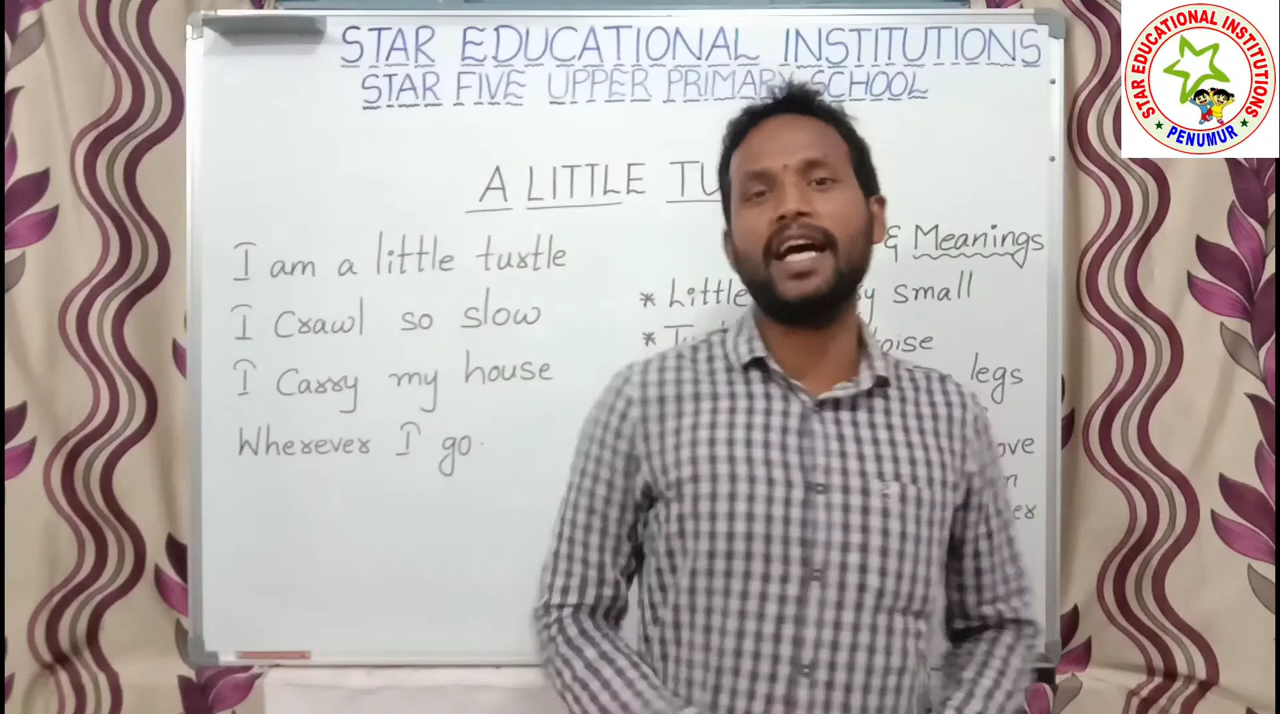 STAR EDUCATIONAL INSTITUTIONS
STAR FIVE UPPER PRIMARY SCHOOL
A LITTLE
I am a little turtle
I Crawl so slow
I Carry my house
Wherever I go.
& Meanings
* Little small
*
legs
STAR EDUCATIONAL INSTITUTIONS
★ PENUMUR ★